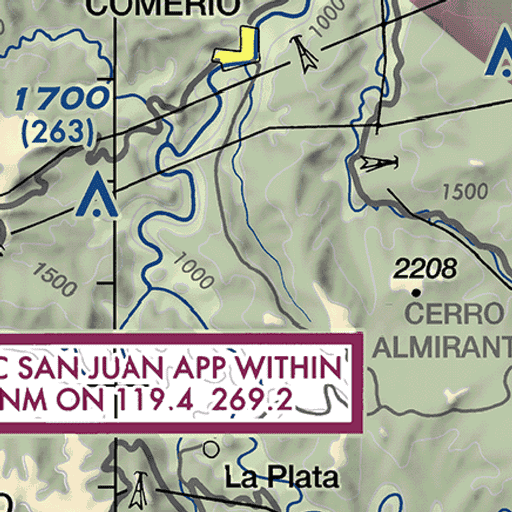 COMERIO
1000
1700
(263)
1500
2208
1000
1500
CERRO
ALMIRANT
C SAN JUAN APP WITHIN
NM ON 119.4 269.2
La Plata